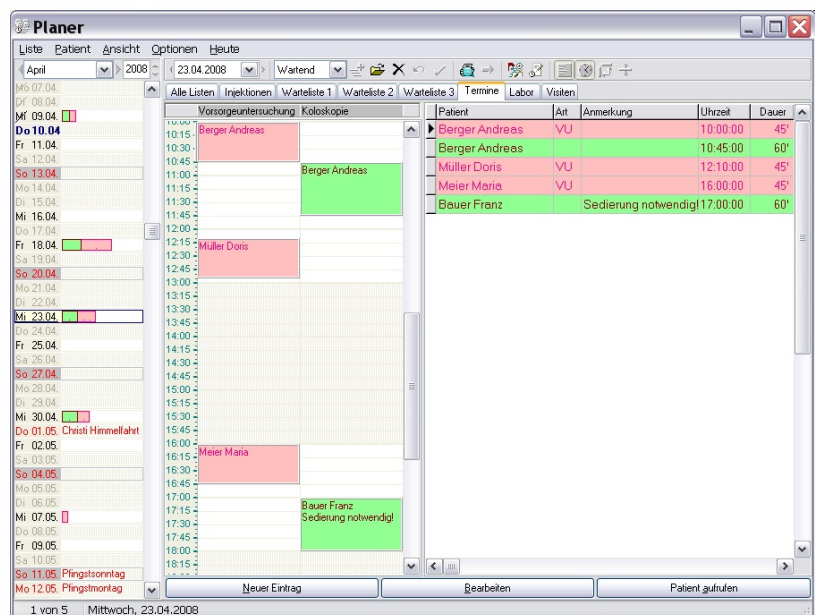 Planer
Liste Patient Ansicht Optionen Heute
April 2008 23.04.2008 Wartend
Alle Listen Injektionen Warteliste 1 Warteliste 2 Warteliste 3 Termine Labor Visiten
Mo 07.04.
Di 08.04.
Mi 09.04.
Do 10.04
Fr 11.04.
Sa 12.04.
So 13.04.
Mo 14.04.
Di 15.04.
Mi 16.04.
Do 17.04.
Fr 18.04.
Sa 19.04.
So 20.04.
Mo 21.04.
Di 22.04.
Mi 23.04.
Do 24.04.
Fr 25.04.
Sa 26.04.
So 27.04.
Mo 28.04.
Di 29.04.
Mi 30.04.
Do 01.05. Christi Himmelfahrt
Fr 02.05.
Sa 03.05.
So 04.05.
Mo 05.05.
Di 06.05.
Mi 07.05.
Do 08.05.
Fr 09.05.
Sa 10.05.
So 11.05. Pfingstsonntag
Mo 12.05. Pfingstmontag
Vorsorgeuntersuchung Koloskopie
10:15 Berger Andreas
10:30
10:45
11:00 Berger Andreas
11:15
11:30
11:45
12:00
12:15 Müller Doris
12:30
12:45
13:00
13:15
13:30
13:45
14:00
14:15
14:30
14:45
15:00
15:15
15:30
15:45
16:00
16:15 Meier Maria
16:30
16:45
17:00
17:15 Bauer Franz
17:30 Sedierung notwendig!
17:45
18:00
18:15
Patient Art Anmerkung Uhrzeit Dauer
Berger Andreas VU 10:00:00 45'
Berger Andreas 10:45:00 60'
Müller Doris VU 12:10:00 45'
Meier Maria VU 16:00:00 45'
Bauer Franz Sedierung notwendig! 17:00:00 60'
Neuer Eintrag Bearbeiten Patient aufrufen
1 von 5 Mittwoch, 23.04.2008